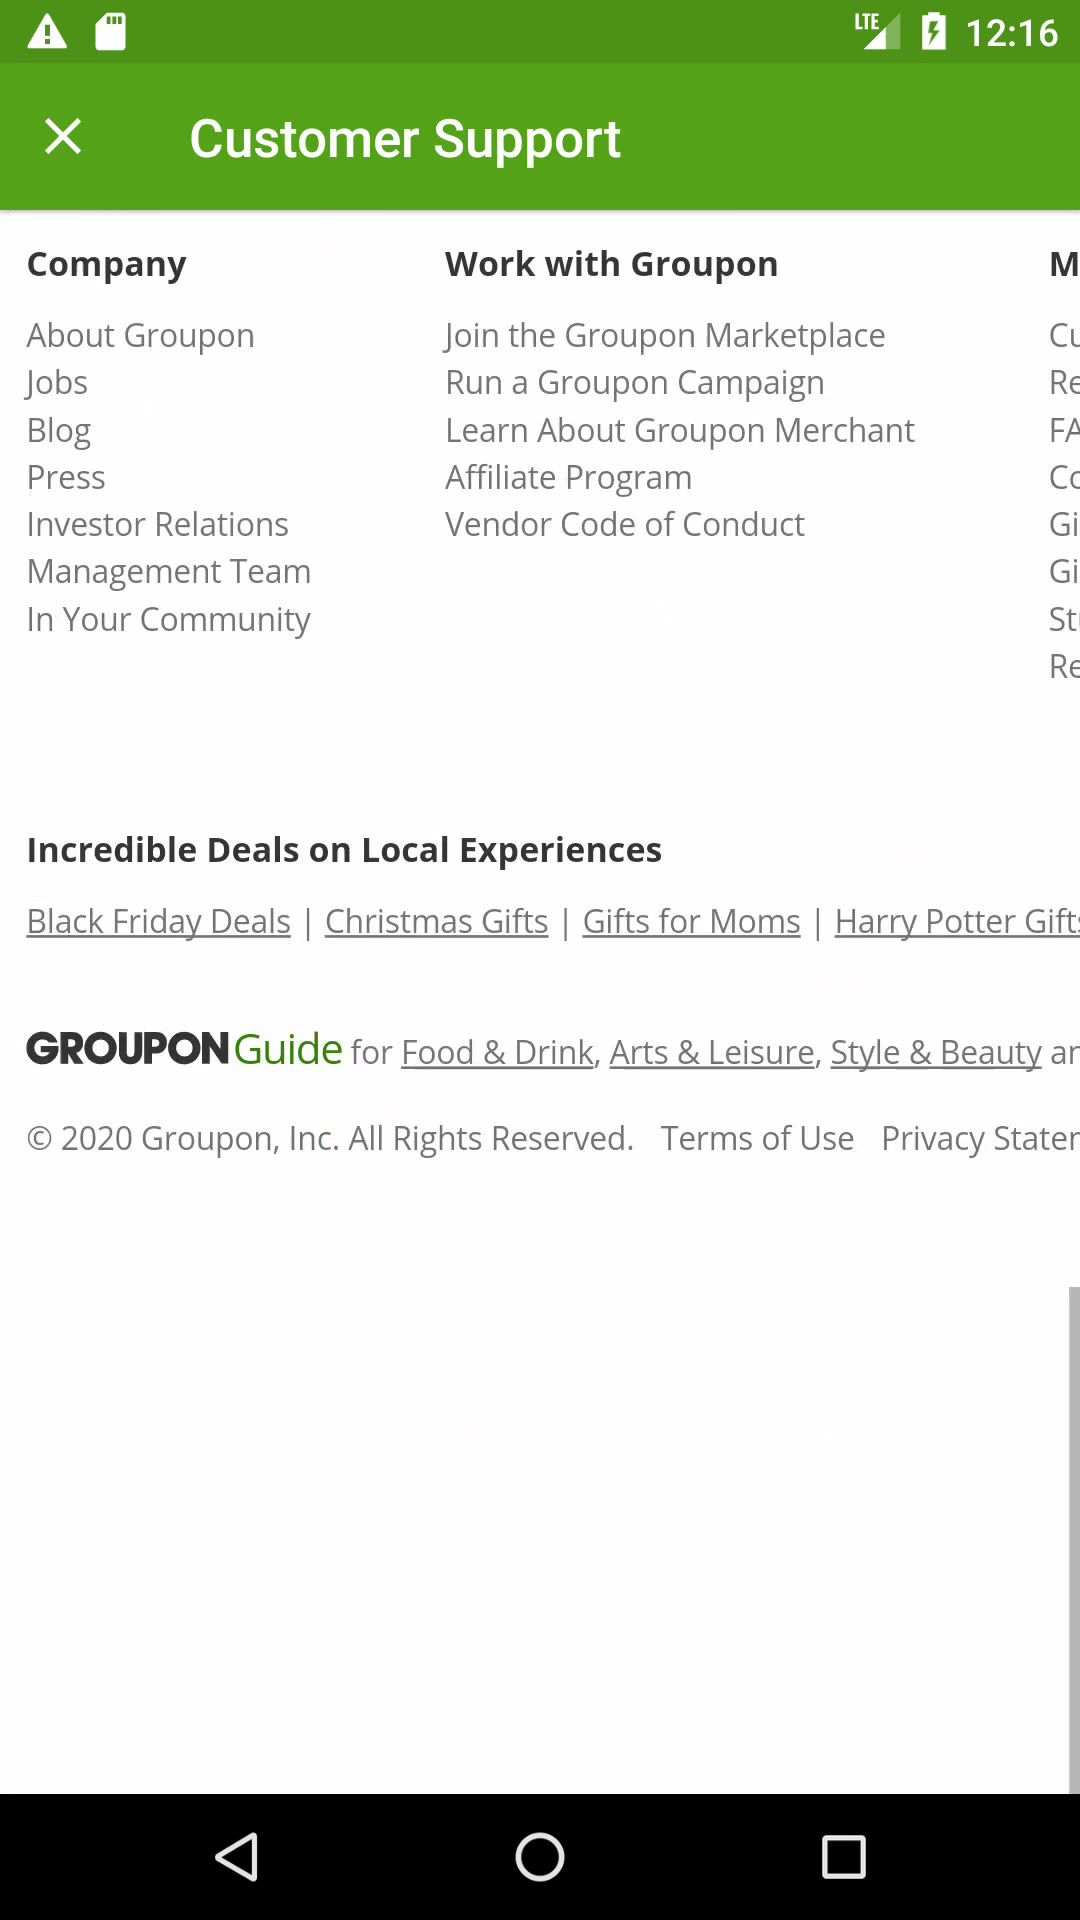 LTE 12:16
Customer Support
Company
About Groupon
Jobs
Blog
Press
Investor Relations
Management Team
In Your Community
Work with Groupon
Join the Groupon Marketplace
Run a Groupon Campaign
Learn About Groupon Merchant
Affiliate Program
Vendor Code of Conduct
M
Cu
Re
FA
Co
Gi
Gi
Stu
Re
Incredible Deals on Local Experiences
Black Friday Deals | Christmas Gifts | Gifts for Moms | Harry Potter Gifts
GROUPON Guide for Food & Drink, Arts & Leisure, Style & Beauty an
© 2020 Groupon, Inc. All Rights Reserved. Terms of Use Privacy Stater